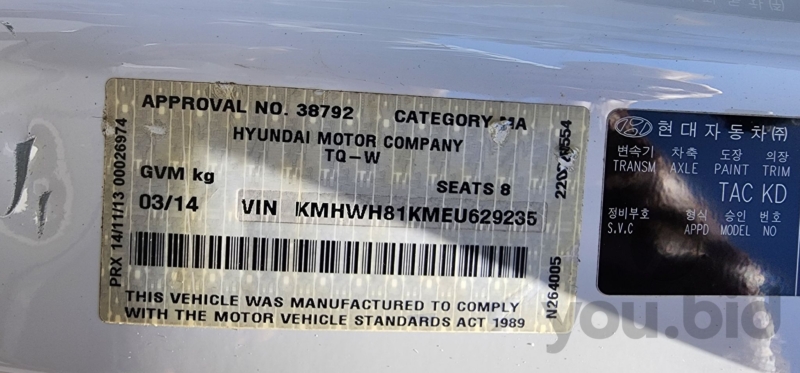 APPROVAL NO. 38792 CATEGORY MA
HYUNDAI MOTOR COMPANY
TQ-W
GVM kg
SEATS 8
03/14 VIN KMHWH81KMEU629235
THIS VEHICLE WAS MANUFACTURED TO COMPLY
WITH THE MOTOR VEHICLE STANDARDS ACT 1989
PRX 14/11/13 00026974
N264005
현대자동차㈜
변속기 차축 도장 의장
TRANSM AXLE PAINT TRIM
TAC KD
정비부호 형식 승인 번호
S.V.C APPD MODEL NO
you.bid